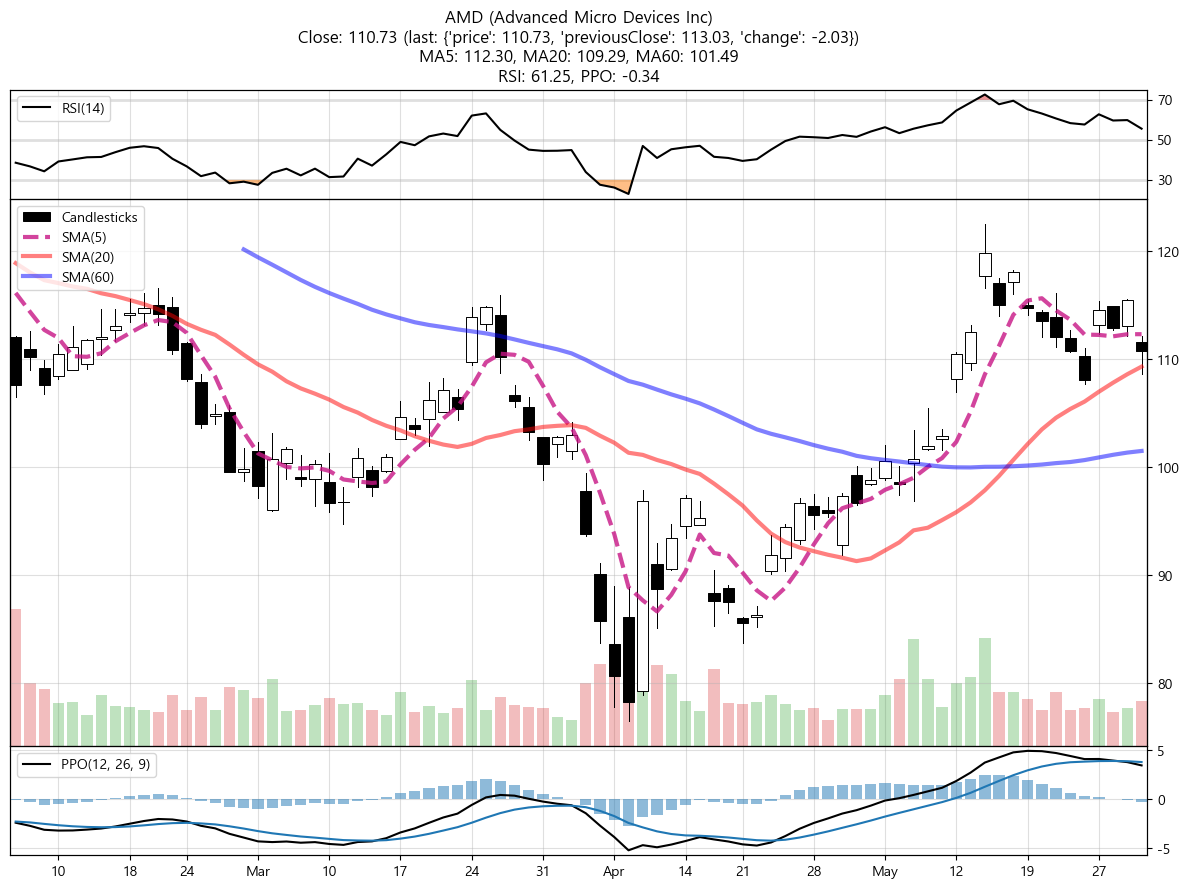 AMD (Advanced Micro Devices Inc)
Close: 110.73 (last: {'price': 110.73, 'previousClose': 113.03, 'change': -2.03})
MA5: 112.30, MA20: 109.29, MA60: 101.49
RSI: 61.25, PPO: -0.34
RSI(14)
70
50
30
Candlesticks
SMA(5)
SMA(20)
SMA(60)
120
110
100
90
80
PPO(12, 26, 9)
5
0
-5
10 18 24 Mar 10 17 24 31 Apr 14 21 28 May 12 19 27